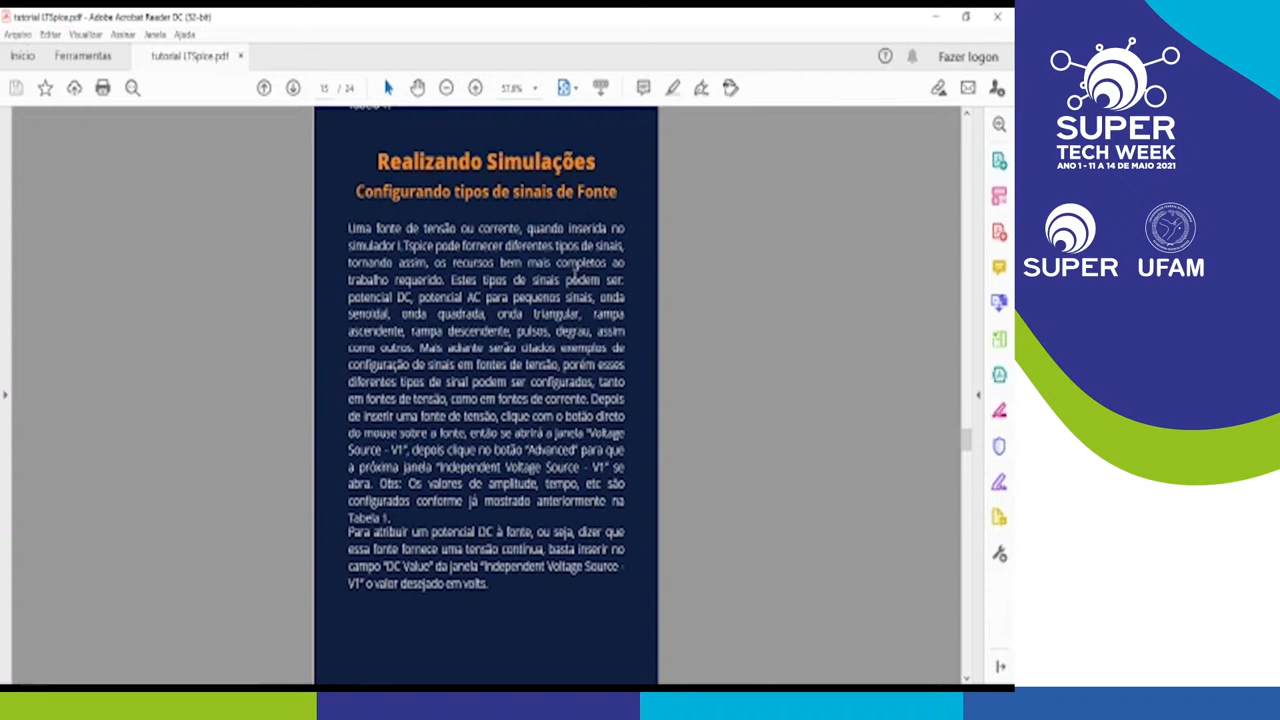 tutorial LTSpice.pdf - Adobe Acrobat Reader DC (32-bit)
Arquivo Editar Visualizar Assinar Janela Ajuda
Início Ferramentas tutorial LTSpice.pdf × Fazer logon
15 / 24 57,8%
Realizando Simulações
Configurando tipos de sinais de Fonte
Uma fonte de tensão ou corrente, quando inserida no
simulador LTspice pode fornecer diferentes tipos de sinais,
tornando assim, os recursos bem mais completos ao
trabalho requerido. Estes tipos de sinais podem ser:
potencial DC, potencial AC para pequenos sinais, onda
senoidal, onda quadrada, onda triangular, rampa
ascendente, rampa descendente, pulsos, degrau, assim
como outros. Mais adiante serão citados exemplos de
configuração de sinais em fontes de tensão, porém esses
diferentes tipos de sinal podem ser configurados, tanto
em fontes de tensão, como em fontes de corrente. Depois
de inserir uma fonte de tensão, clique com o botão direto
do mouse sobre a fonte, então se abrirá a janela "Voltage
Source - V1", depois clique no botão "Advanced" para que
a próxima janela "Independent Voltage Source - V1" se
abra. Obs: Os valores de amplitude, tempo, etc são
configurados conforme já mostrado anteriormente na
Tabela 1.
Para atribuir um potencial DC à fonte, ou seja, dizer que
essa fonte fornece uma tensão contínua, basta inserir no
campo "DC Value" da janela "Independent Voltage Source -
V1" o valor desejado em volts.
SUPER
TECH WEEK
ANO 1 - 11 A 14 DE MAIO 2021
SUPER UFAM